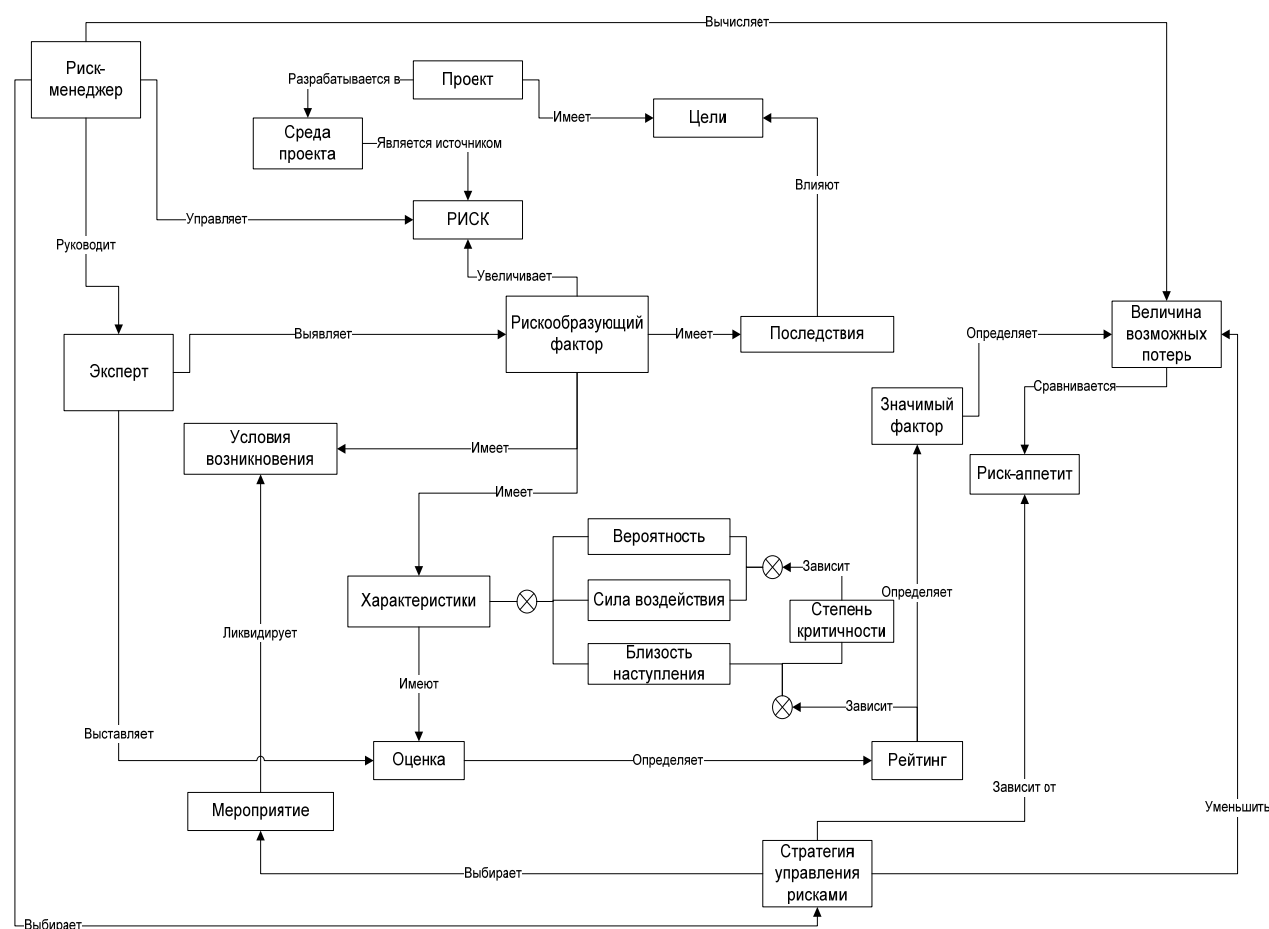 Вычисляет
Риск-
менеджер
Разрабатывается в
Проект
Имеет
Цели
Среда
проекта
Является источником
Влияют
Управляет
РИСК
Руководит
Увеличивает
Эксперт
Выявляет
Рискообразующий
фактор
Имеет
Последствия
Определяет
Величина
возможных
потерь
Сравнивается
Значимый
фактор
Условия
возникновения
Имеет
Риск-аппетит
Имеет
Вероятность
Зависит
Характеристики
Сила воздействия
Определяет
Степень
критичности
Ликвидирует
Близость
наступления
Имеют
Зависит
Выставляет
Оценка
Определяет
Рейтинг
Зависит от
Мероприятие
Уменьшить
Выбирает
Стратегия
управления
рисками
Выбирает